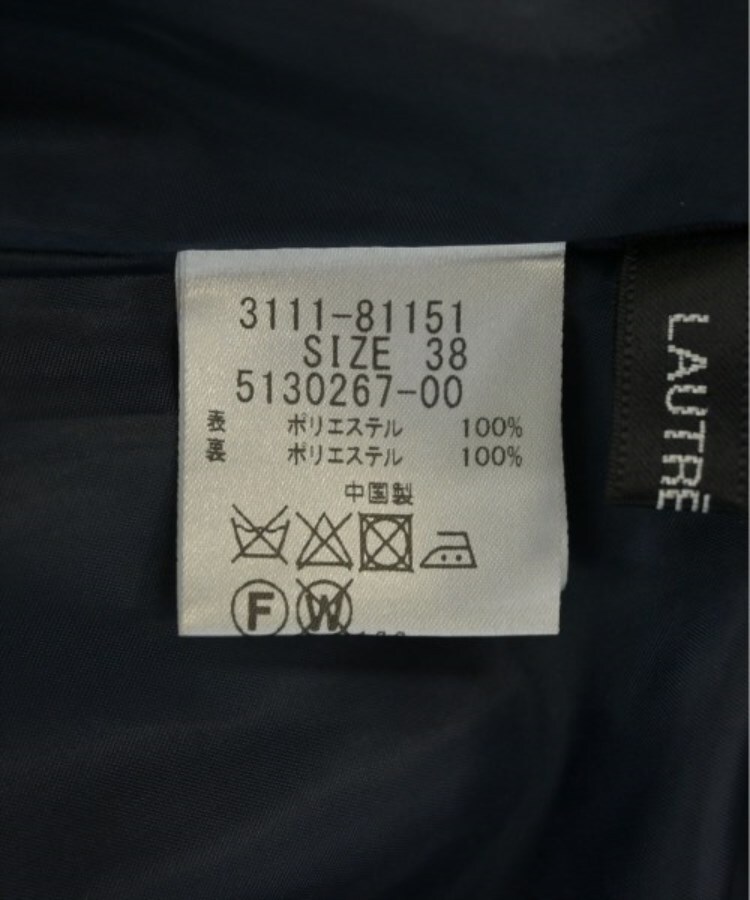 3111-81151
SIZE 38
5130267-00
表 ポリエステル 100%
裏 ポリエステル 100%
中国製
F W
LAUTRE